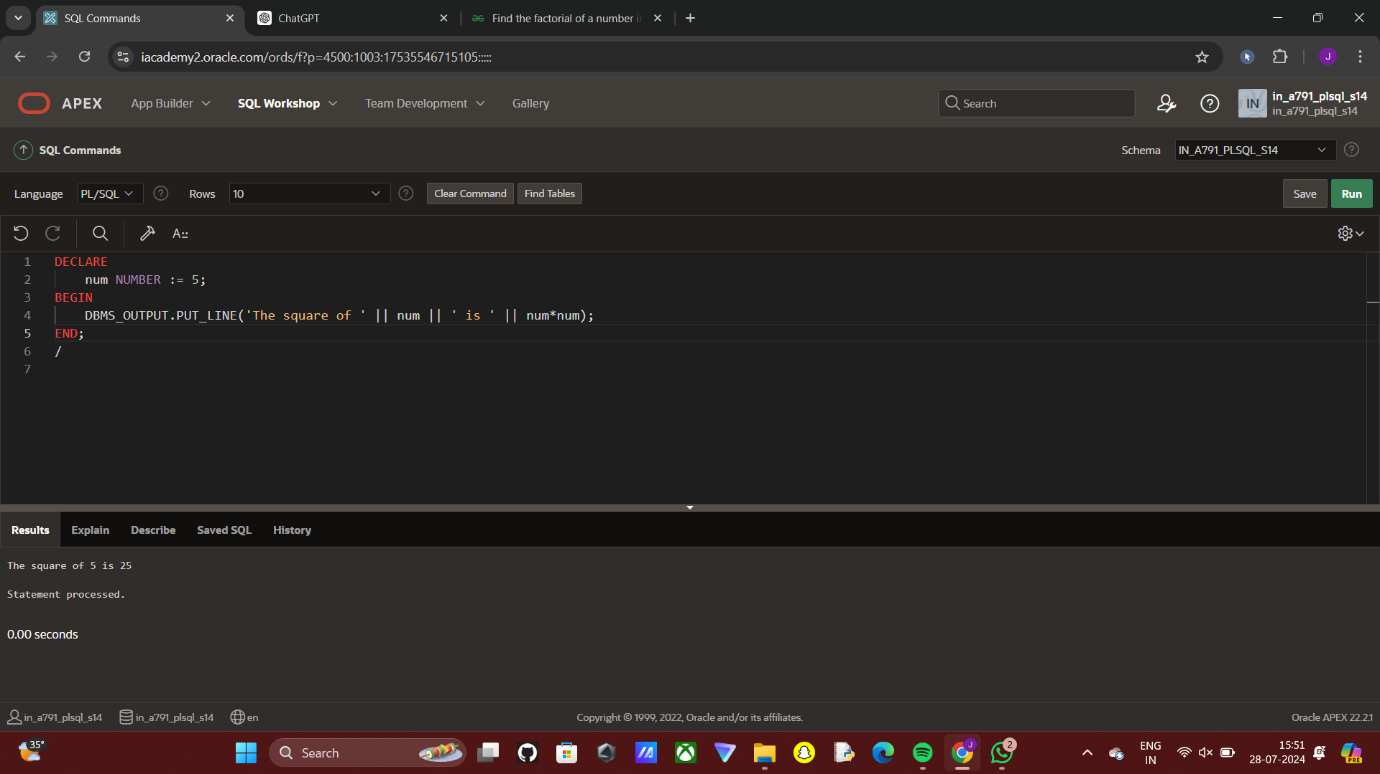 SQL Commands
ChatGPT
Find the factorial of a number i
iacademy2.oracle.com/ords/f?p=4500:1003:17535546715105:::::
J
APEX
App Builder
SQL Workshop
Team Development
Gallery
Search
IN
in_a791_plsql_s14
in_a791_plsql_s14
SQL Commands
Schema
IN_A791_PLSQL_S14
Language
PL/SQL
Rows
10
Clear Command
Find Tables
Save
Run
1 DECLARE
2 num NUMBER := 5;
3 BEGIN
4 DBMS_OUTPUT.PUT_LINE('The square of ' || num || ' is ' || num*num);
5 END;
6 /
7
Results
Explain
Describe
Saved SQL
History
The square of 5 is 25
Statement processed.
0.00 seconds
in_a791_plsql_s14
in_a791_plsql_s14
en
Copyright © 1999, 2022, Oracle and/or its affiliates.
Oracle APEX 22.2.1
35°
Search
J
2
ENG
IN
15:51
28-07-2024
PRE